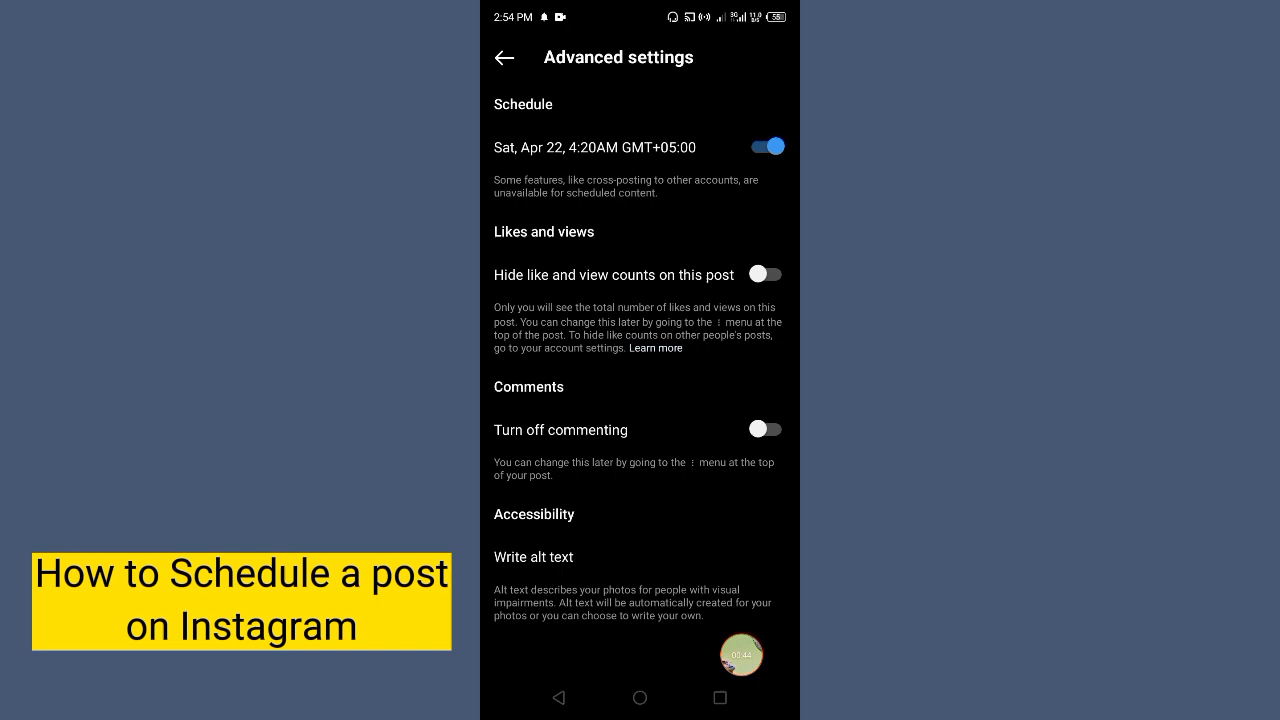 2:54 PM
Advanced settings
Schedule
Sat, Apr 22, 4:20AM GMT+05:00
Some features, like cross-posting to other accounts, are
unavailable for scheduled content.
Likes and views
Hide like and view counts on this post
Only you will see the total number of likes and views on this
post. You can change this later by going to the ⋮ menu at the
top of the post. To hide like counts on other people's posts,
go to your account settings. Learn more
Comments
Turn off commenting
You can change this later by going to the ⋮ menu at the top
of your post.
Accessibility
Write alt text
Alt text describes your photos for people with visual
impairments. Alt text will be automatically created for your
photos or you can choose to write your own.
00:44
How to Schedule a post
on Instagram